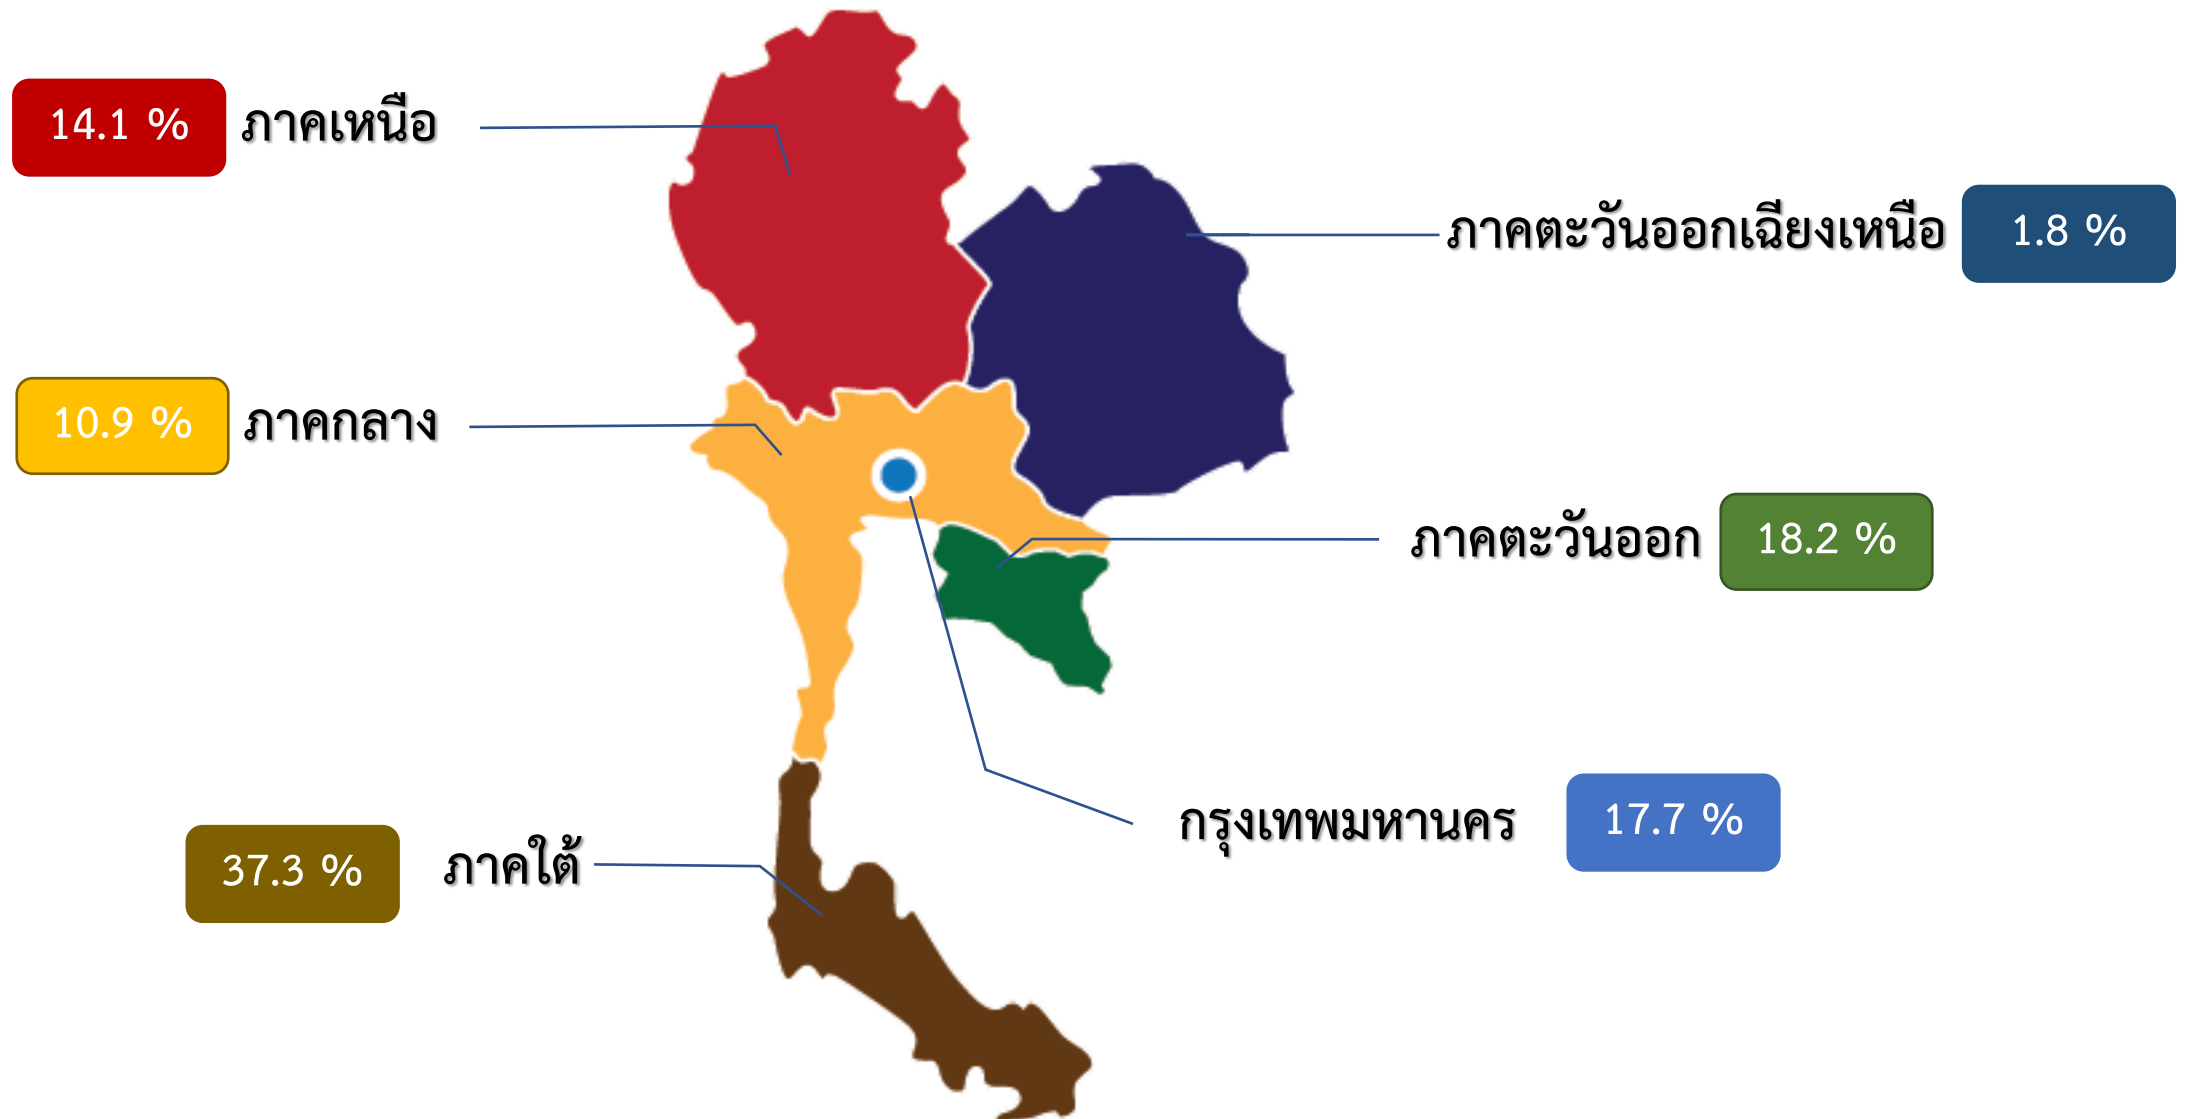 14.1 % ภาคเหนือ
ภาคตะวันออกเฉียงเหนือ 1.8 %
10.9 % ภาคกลาง
ภาคตะวันออก 18.2 %
กรุงเทพมหานคร 17.7 %
37.3 % ภาคใต้